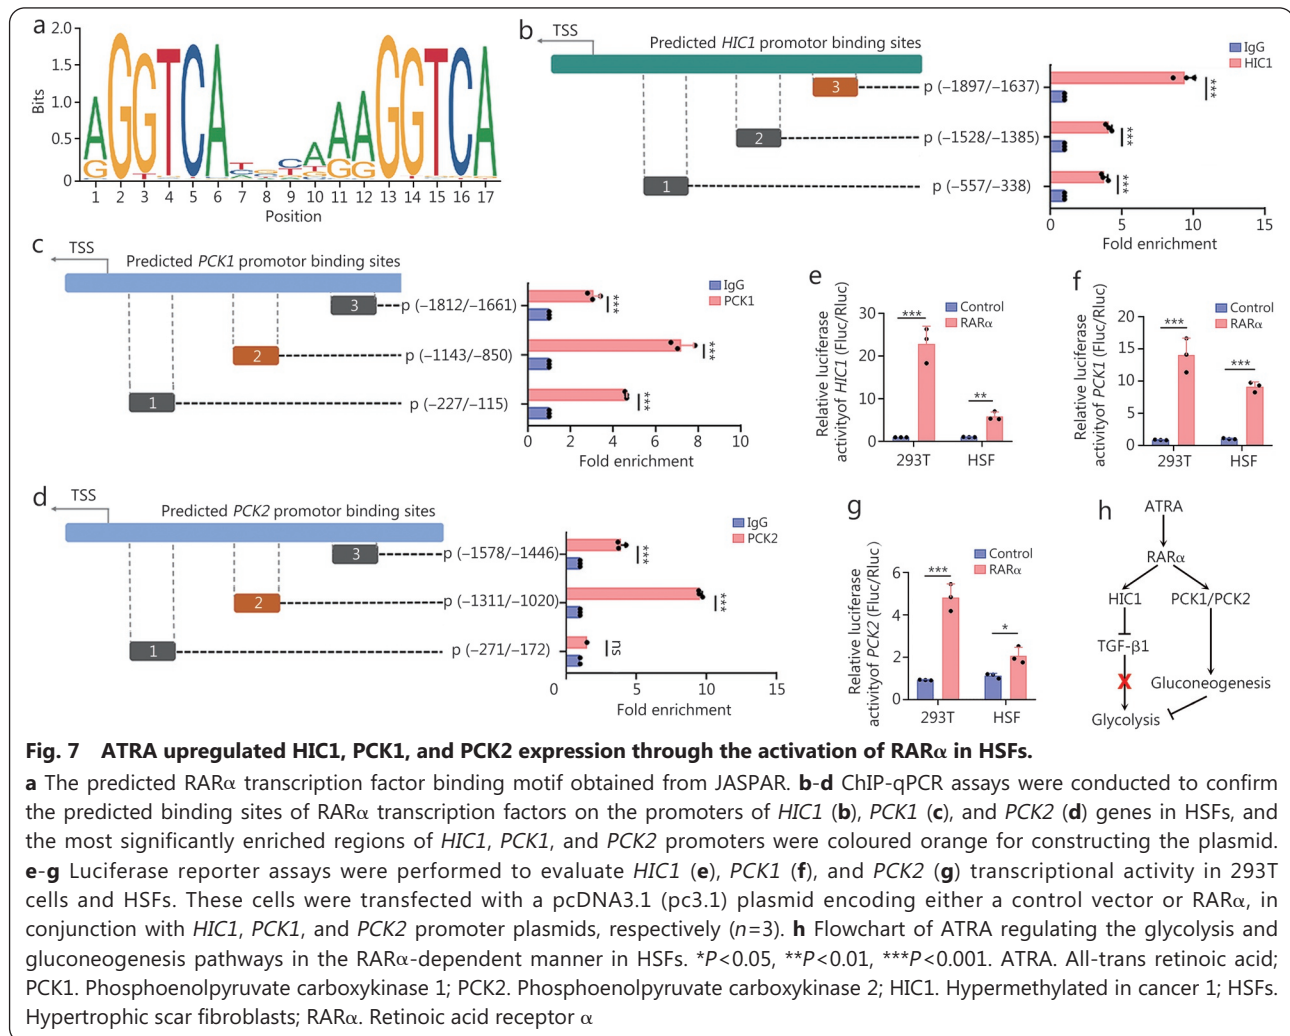 a
2.0
1.5
1.0
0.5
0
Bits
1 2 3 4 5 6 7 8 9 10 11 12 13 14 15 16 17
Position
b
TSS
Predicted HIC1 promotor binding sites
IgG
HIC1
3
p (−1897/−1637)
***
2
p (−1528/−1385)
***
1
p (−557/−338)
***
0 5 10 15
Fold enrichment
c
TSS
Predicted PCK1 promotor binding sites
IgG
PCK1
3
p (−1812/−1661)
***
2
p (−1143/−850)
***
1
p (−227/−115)
***
0 2 4 6 8 10
Fold enrichment
d
TSS
Predicted PCK2 promotor binding sites
IgG
PCK2
3
p (−1578/−1446)
***
2
p (−1311/−1020)
***
1
p (−271/−172)
ns
0 5 10 15
Fold enrichment
e
Relative luciferase
activityof HIC1 (Fluc/Rluc)
Control
RARα
30
20
10
0
***
**
293T HSF
f
Relative luciferase
activityof PCK1 (Fluc/Rluc)
Control
RARα
20
15
10
5
0
***
***
293T HSF
g
Relative luciferase
activityof PCK2 (Fluc/Rluc)
Control
RARα
6
4
2
0
***
*
293T HSF
h
ATRA
RARα
HIC1 PCK1/PCK2
TGF-β1
X
Gluconeogenesis
Glycolysis
Fig. 7 ATRA upregulated HIC1, PCK1, and PCK2 expression through the activation of RARα in HSFs.
a The predicted RARα transcription factor binding motif obtained from JASPAR. b-d ChIP-qPCR assays were conducted to confirm
the predicted binding sites of RARα transcription factors on the promoters of HIC1 (b), PCK1 (c), and PCK2 (d) genes in HSFs, and
the most significantly enriched regions of HIC1, PCK1, and PCK2 promoters were coloured orange for constructing the plasmid.
e-g Luciferase reporter assays were performed to evaluate HIC1 (e), PCK1 (f), and PCK2 (g) transcriptional activity in 293T
cells and HSFs. These cells were transfected with a pcDNA3.1 (pc3.1) plasmid encoding either a control vector or RARα, in
conjunction with HIC1, PCK1, and PCK2 promoter plasmids, respectively (n=3). h Flowchart of ATRA regulating the glycolysis and
gluconeogenesis pathways in the RARα-dependent manner in HSFs. *P<0.05, **P<0.01, ***P<0.001. ATRA. All-trans retinoic acid;
PCK1. Phosphoenolpyruvate carboxykinase 1; PCK2. Phosphoenolpyruvate carboxykinase 2; HIC1. Hypermethylated in cancer 1; HSFs.
Hypertrophic scar fibroblasts; RARα. Retinoic acid receptor α